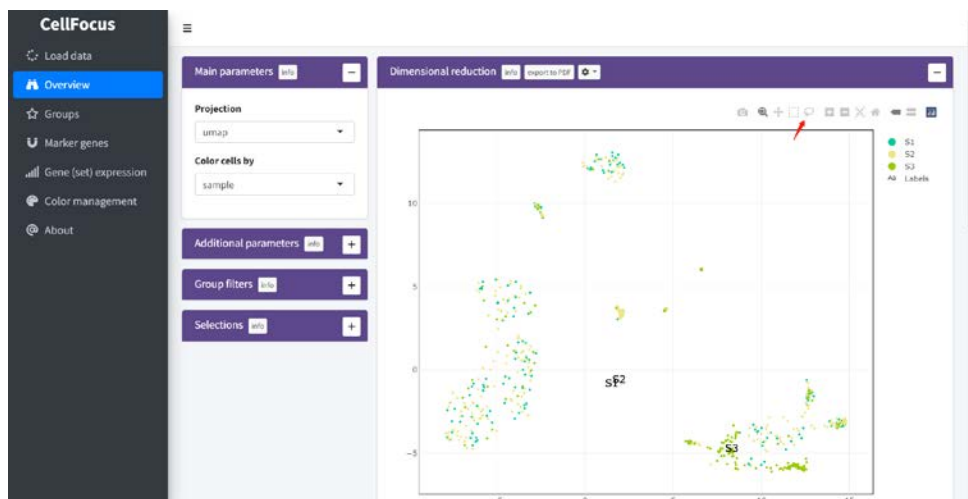 CellFocus
Load data
Overview
Groups
Marker genes
Gene (set) expression
Color management
About
Main parameters info
Projection
umap
Color cells by
sample
Additional parameters info
Group filters info
Selections info
Dimensional reduction info export to PDF
S1
S2
S3
Labels
10
5
0
−5
S1
S2
S3